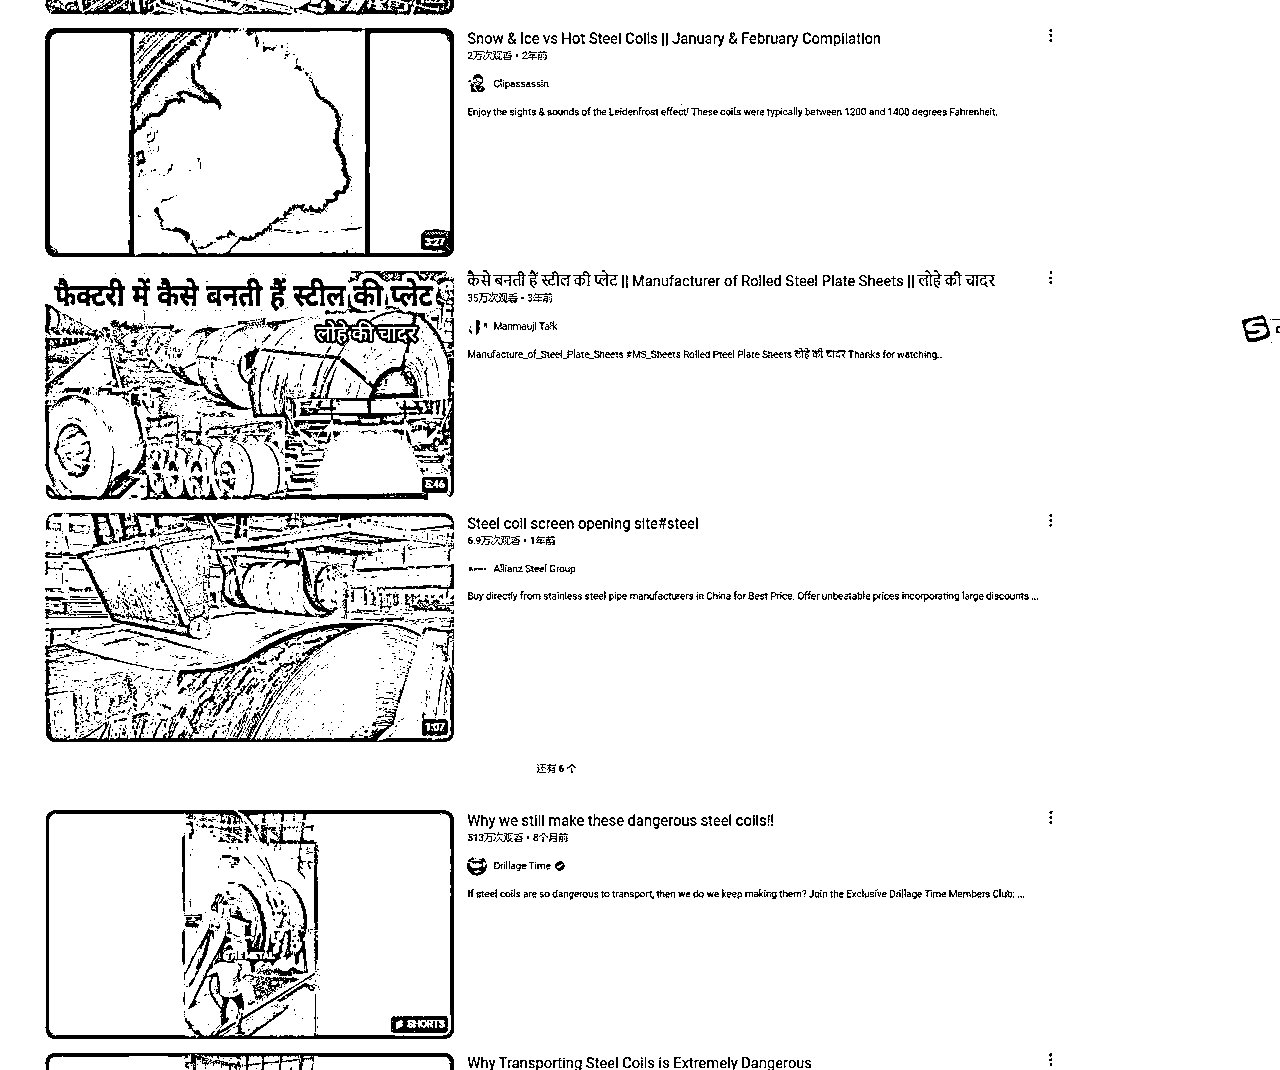 Snow & Ice vs Hot Steel Coils || January & February Compilation
2万次观看 • 2年前
Clipassassin
Enjoy the sights & sounds of the Leidenfrost effect! These coils were typically between 1200 and 1400 degrees Fahrenheit.
3:27
फैक्टरी में कैसे बनती हैं स्टील की प्लेट
लोहे की चादर
कैसे बनती हैं स्टील की प्लेट || Manufacturer of Rolled Steel Plate Sheets || लोहे की चादर
35万次观看 • 3年前
Manmauji Talk
Manufacture_of_Steel_Plate_Sheets #MS_Sheets Rolled Pteel Plate Sheets लोहे की चादर Thanks for watching..
8:46
Steel coil screen opening site#steel
6.9万次观看 • 1年前
Allianz Steel Group
Buy directly from stainless steel pipe manufacturers in China for Best Price. Offer unbeatable prices incorporating large discounts ...
1:07
还有 6 个
Why we still make these dangerous steel coils!!
513万次观看 • 8个月前
Drillage Time
If steel coils are so dangerous to transport, then we do we keep making them? Join the Exclusive Drillage Time Members Club: ...
THE METAL
SHORTS
Why Transporting Steel Coils is Extremely Dangerous